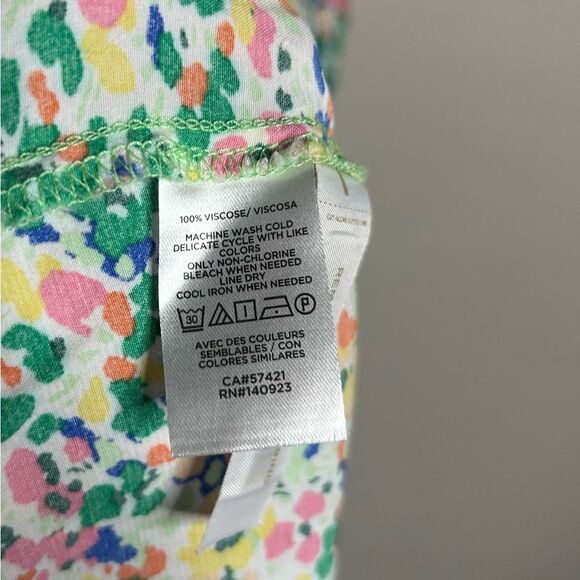 100% VISCOSE/ VISCOSA
MACHINE WASH COLD
DELICATE CYCLE WITH LIKE
COLORS
ONLY NON-CHLORINE
BLEACH WHEN NEEDED
LINE DRY
COOL IRON WHEN NEEDED
30
P
AVEC DES COULEURS
SEMBLABLES / CON
COLORES SIMILARES
CA#57421
RN#140923